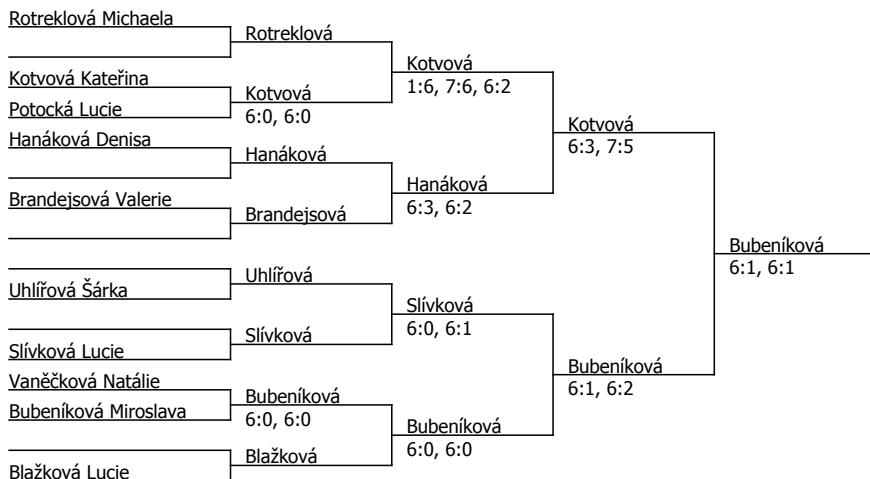 Rotreklová Michaela
Rotreklová
Kotvová
1:6, 7:6, 6:2
Kotvová Kateřina
Kotvová
6:0, 6:0
Potocká Lucie
Kotvová
6:3, 7:5
Hanáková Denisa
Hanáková
Hanáková
6:3, 6:2
Brandejsová Valerie
Brandejsová
Bubeníková
6:1, 6:1
Uhlířová
Uhlířová Šárka
Slívková
6:0, 6:1
Slívková
Slívková Lucie
Bubeníková
6:1, 6:2
Vaněčková Natálie
Bubeníková
6:0, 6:0
Bubeníková Miroslava
Bubeníková
6:0, 6:0
Blažková
Blažková Lucie